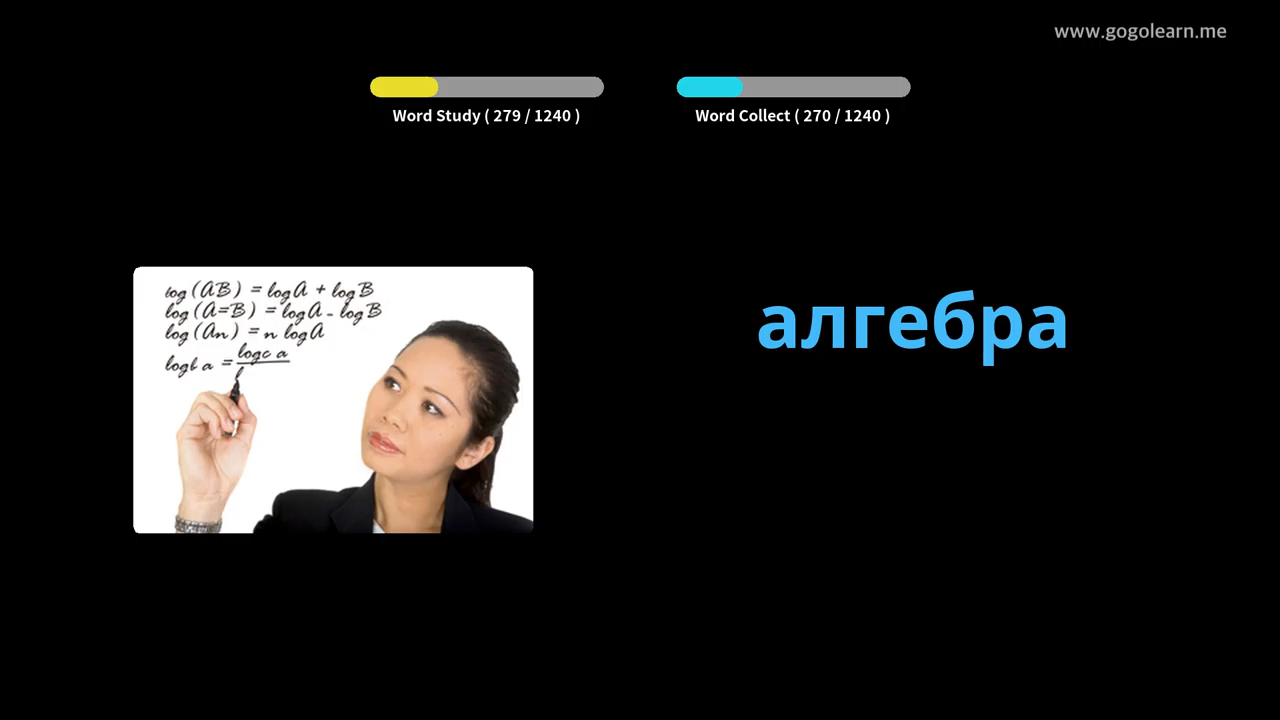 www.gogolearn.me
Word Study ( 279 / 1240 )
Word Collect ( 270 / 1240 )
log (AB) = log A + log B
log (A=B) = log A - log B
log (An) = n log A
logb a = logc a
алгебра